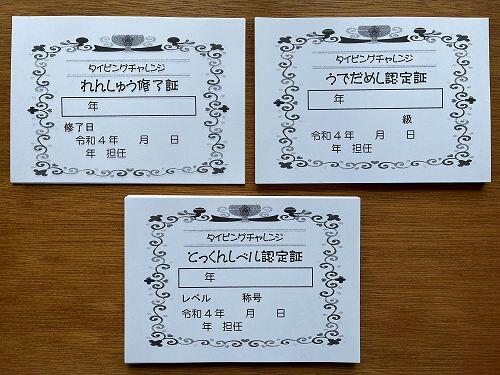 タイピングチャレンジ
れんしゅう修了証
年
修了日
令和4年 月 日
年 担任
タイピングチャレンジ
うでだめし認定証
年
級
令和4年 月 日
年 担任
タイピングチャレンジ
とっくんレベル認定証
年
レベル 称号
令和4年 月 日
年 担任